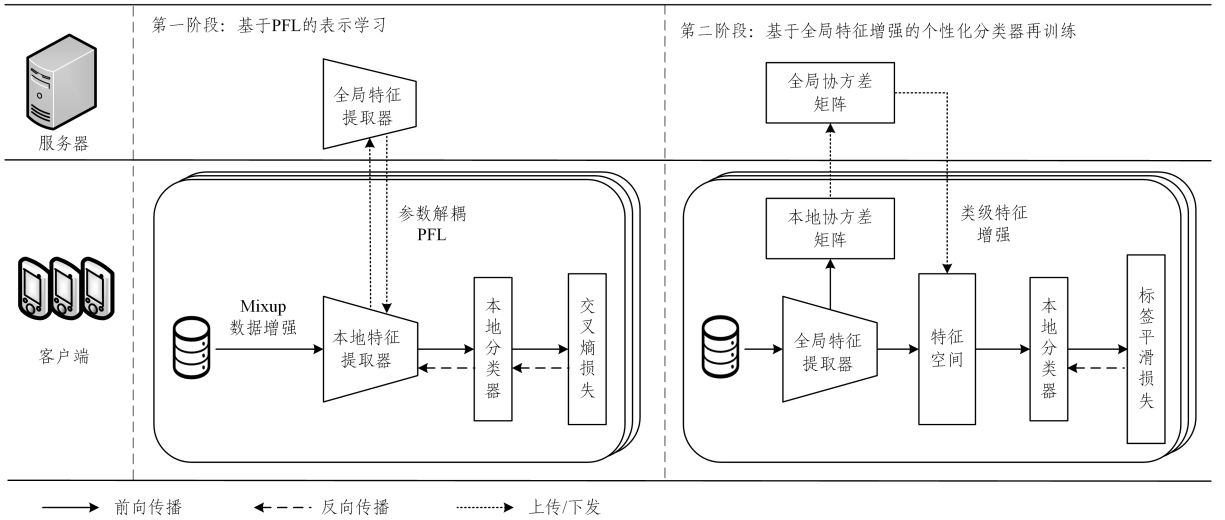 第一阶段：基于PFL的表示学习
第二阶段：基于全局特征增强的个性化分类器再训练
服务器
全局特征
提取器
全局协方差
矩阵
参数解耦
PFL
本地协方差
矩阵
类级特征
增强
客户端
Mixup
数据增强
本地特征
提取器
本地分类器
交叉熵损失
全局特征
提取器
特征
空间
本地分类器
标签平滑损失
前向传播
反向传播
上传/下发